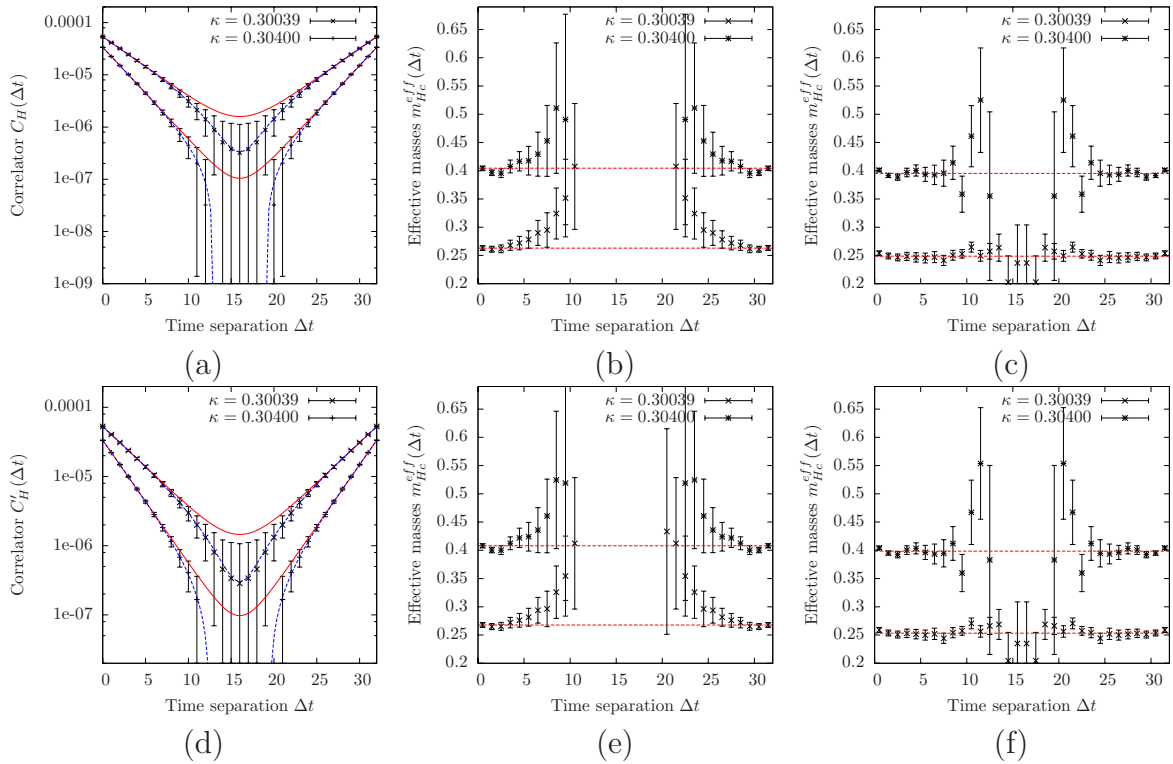 Correlator C_H(Δt)
0.0001
1e-05
1e-06
1e-07
1e-08
1e-09
κ = 0.30039
κ = 0.30400
0 5 10 15 20 25 30
Time separation Δt
(a)
Effective masses m_{Hc}^{eff}(Δt)
0.65
0.6
0.55
0.5
0.45
0.4
0.35
0.3
0.25
0.2
κ = 0.30039
κ = 0.30400
0 5 10 15 20 25 30
Time separation Δt
(b)
Effective masses m_{Hc}^{eff}(Δt)
0.65
0.6
0.55
0.5
0.45
0.4
0.35
0.3
0.25
0.2
κ = 0.30039
κ = 0.30400
0 5 10 15 20 25 30
Time separation Δt
(c)
Correlator C'_H(Δt)
0.0001
1e-05
1e-06
1e-07
κ = 0.30039
κ = 0.30400
0 5 10 15 20 25 30
Time separation Δt
(d)
Effective masses m_{Hc}^{eff}(Δt)
0.65
0.6
0.55
0.5
0.45
0.4
0.35
0.3
0.25
0.2
κ = 0.30039
κ = 0.30400
0 5 10 15 20 25 30
Time separation Δt
(e)
Effective masses m_{Hc}^{eff}(Δt)
0.65
0.6
0.55
0.5
0.45
0.4
0.35
0.3
0.25
0.2
κ = 0.30039
κ = 0.30400
0 5 10 15 20 25 30
Time separation Δt
(f)